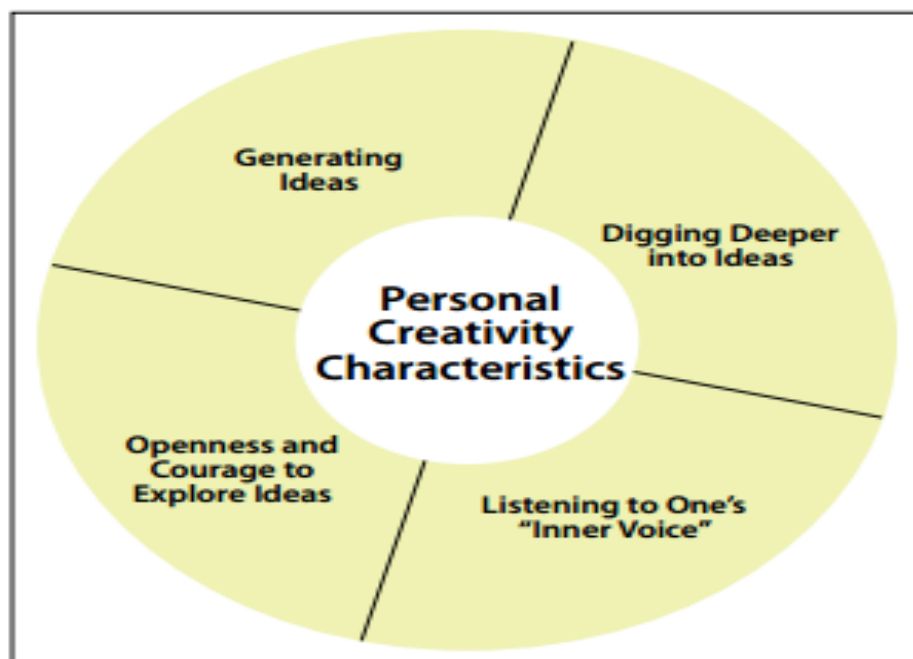 Generating
Ideas
Digging Deeper
into Ideas
Personal
Creativity
Characteristics
Openness and
Courage to
Explore Ideas
Listening to One’s
“Inner Voice”